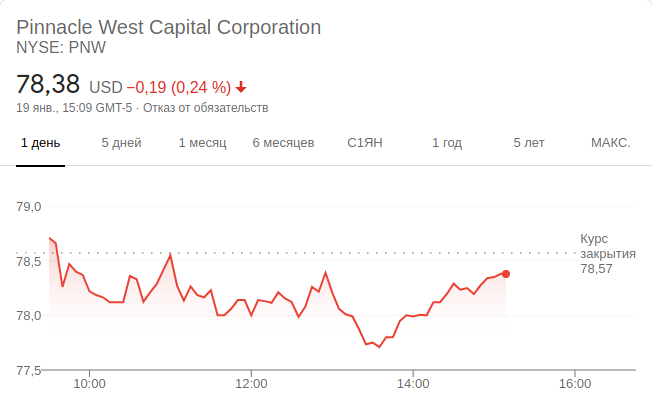 Pinnacle West Capital Corporation
NYSE: PNW
78,38 USD −0,19 (0,24 %)
19 янв., 15:09 GMT-5 · Отказ от обязательств
1 день 5 дней 1 месяц 6 месяцев С1ЯН 1 год 5 лет МАКС.
79,0
Курс
закрытия
78,5
78,57
78,0
77,5
10:00 12:00 14:00 16:00